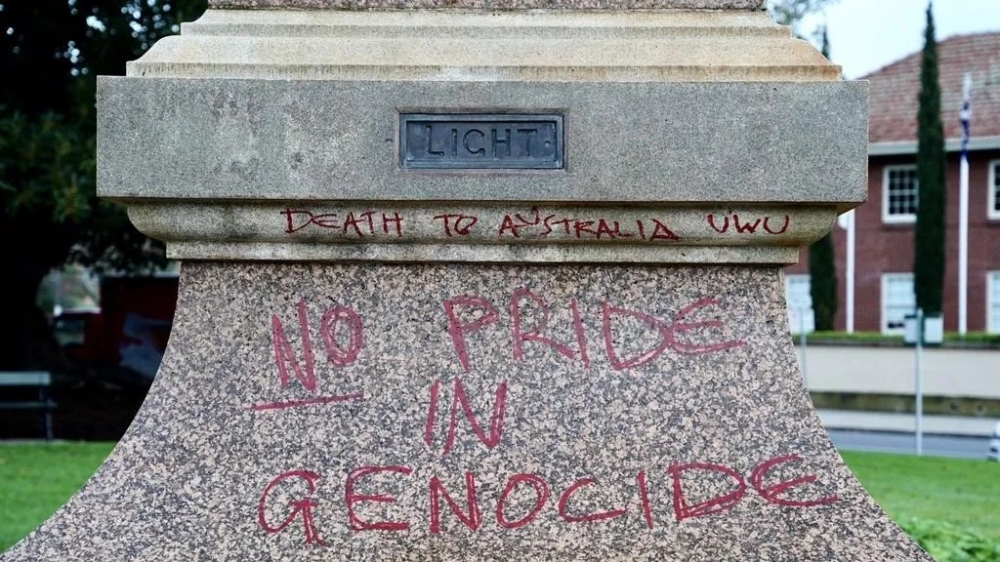 LIGHT
DEATH TO AUSTRALIA UWU
NO PRIDE
IN
GENOCIDE